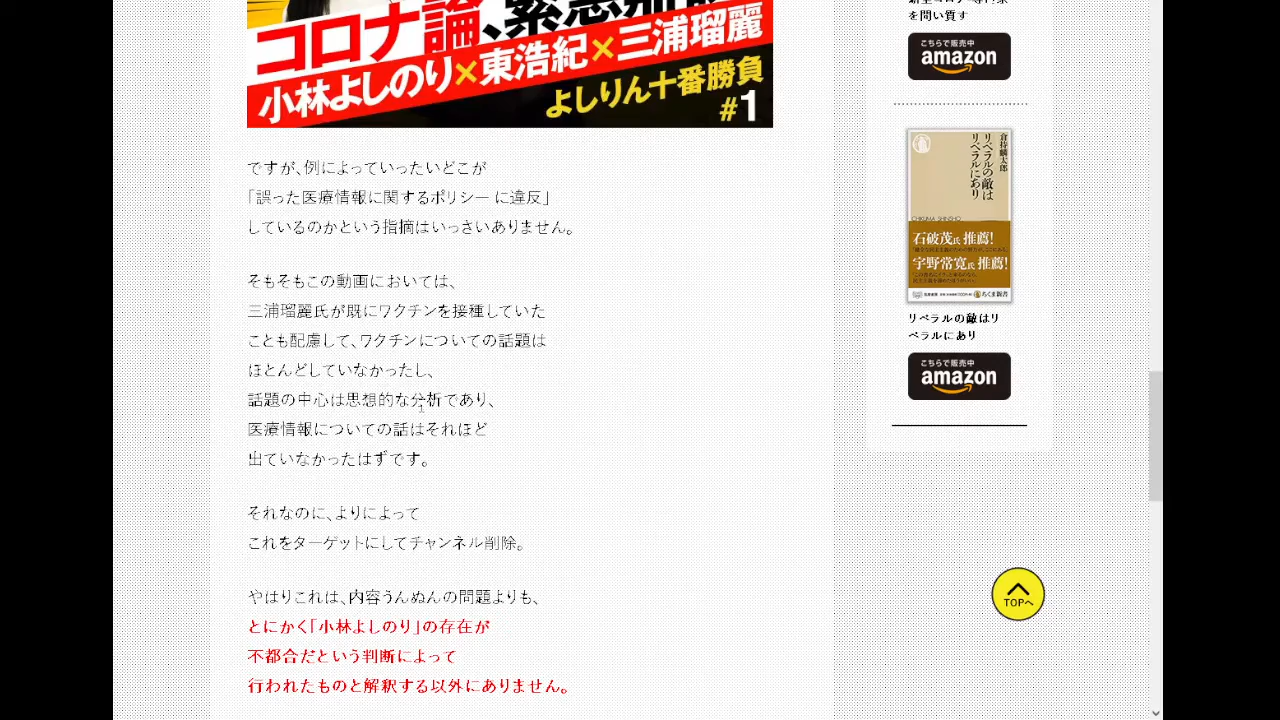 コロナ論、緊急
小林よしのり×東浩紀×三浦瑠麗
よしりん十番勝負
#1
ですが、例によっていったいどこが
「誤った医療情報に関するポリシー に違反」
しているのかという指摘はいっさいありません。
そもそもこの動画においては、
三浦瑠麗氏が既にワクチンを接種していた
ことも配慮して、ワクチンについての話題は
ほとんどしていなかったし、
話題の中心は思想的な分析であり、
医療情報についての話はそれほど
出ていなかったはずです。
それなのに、よりによって
これをターゲットにしてチャンネル削除。
やはりこれは、内容うんぬんの問題よりも、
とにかく「小林よしのり」の存在が
不都合だという判断によって
行われたものと解釈する以外にありません。
を問い質す
こちらで販売中
amazon
倉持麟太郎
リベラルの敵は
リベラルにあり
CHIKUMA SHINSHO
石破茂氏 推薦!
宇野常寛氏 推薦!
ちくま新書
リベラルの敵はリ
ベラルにあり
こちらで販売中
amazon
TOPへ